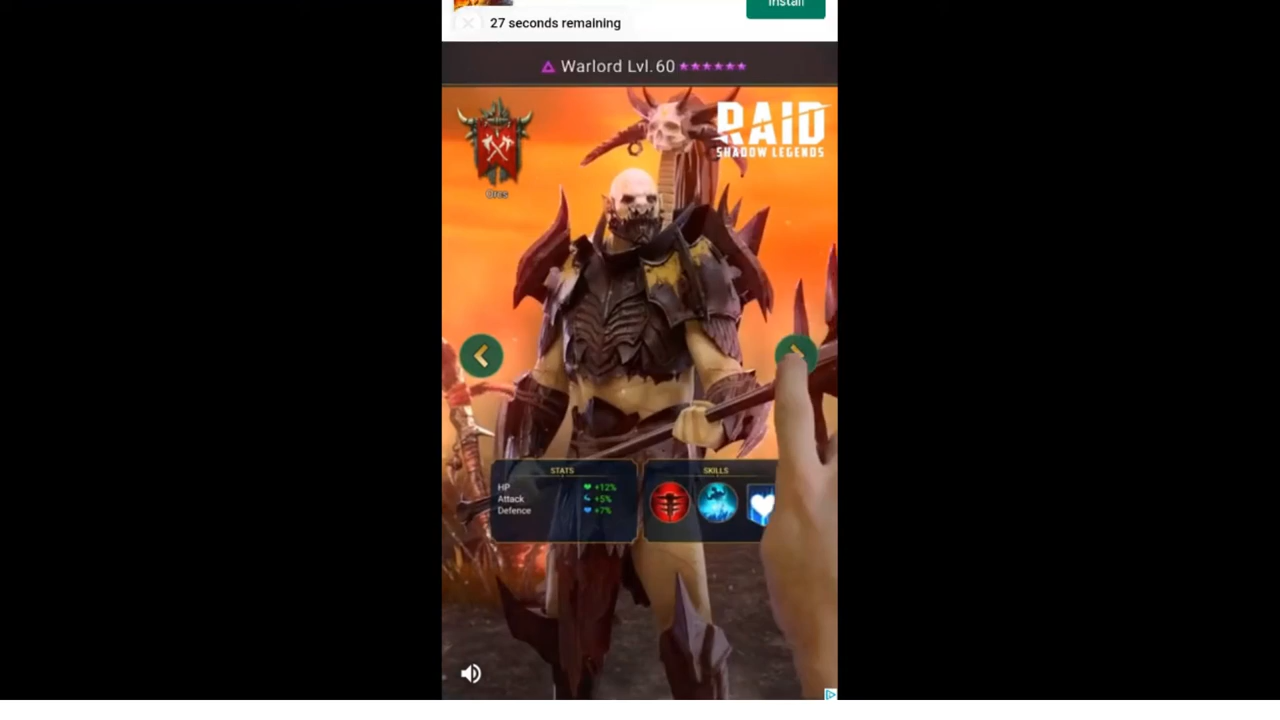 Install
27 seconds remaining
Warlord Lvl. 60
RAID
SHADOW LEGENDS
Orcs
STATS
HP +12%
Attack +5%
Defence +7%
SKILLS